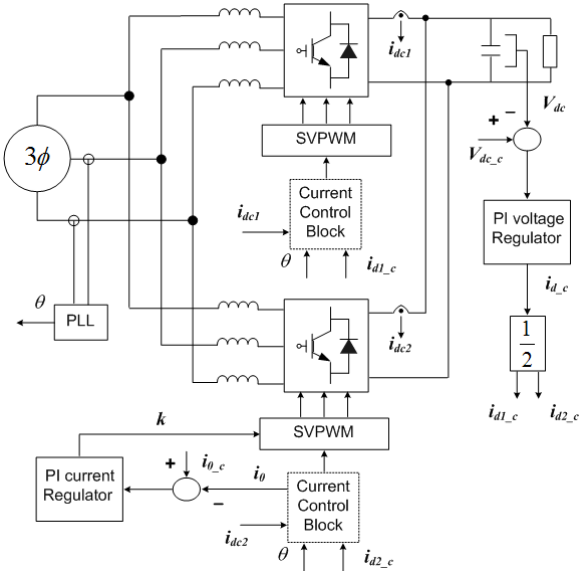 i_dc1
V_dc
SVPWM
+
−
V_dc_c
3ϕ
Current
Control
Block
i_dc1
θ
i_d1_c
PI voltage
Regulator
i_d_c
θ
PLL
1
2
i_dc2
i_d1_c
i_d2_c
k
SVPWM
PI current
Regulator
+
i_0_c
i_0
−
Current
Control
Block
i_dc2
θ
i_d2_c